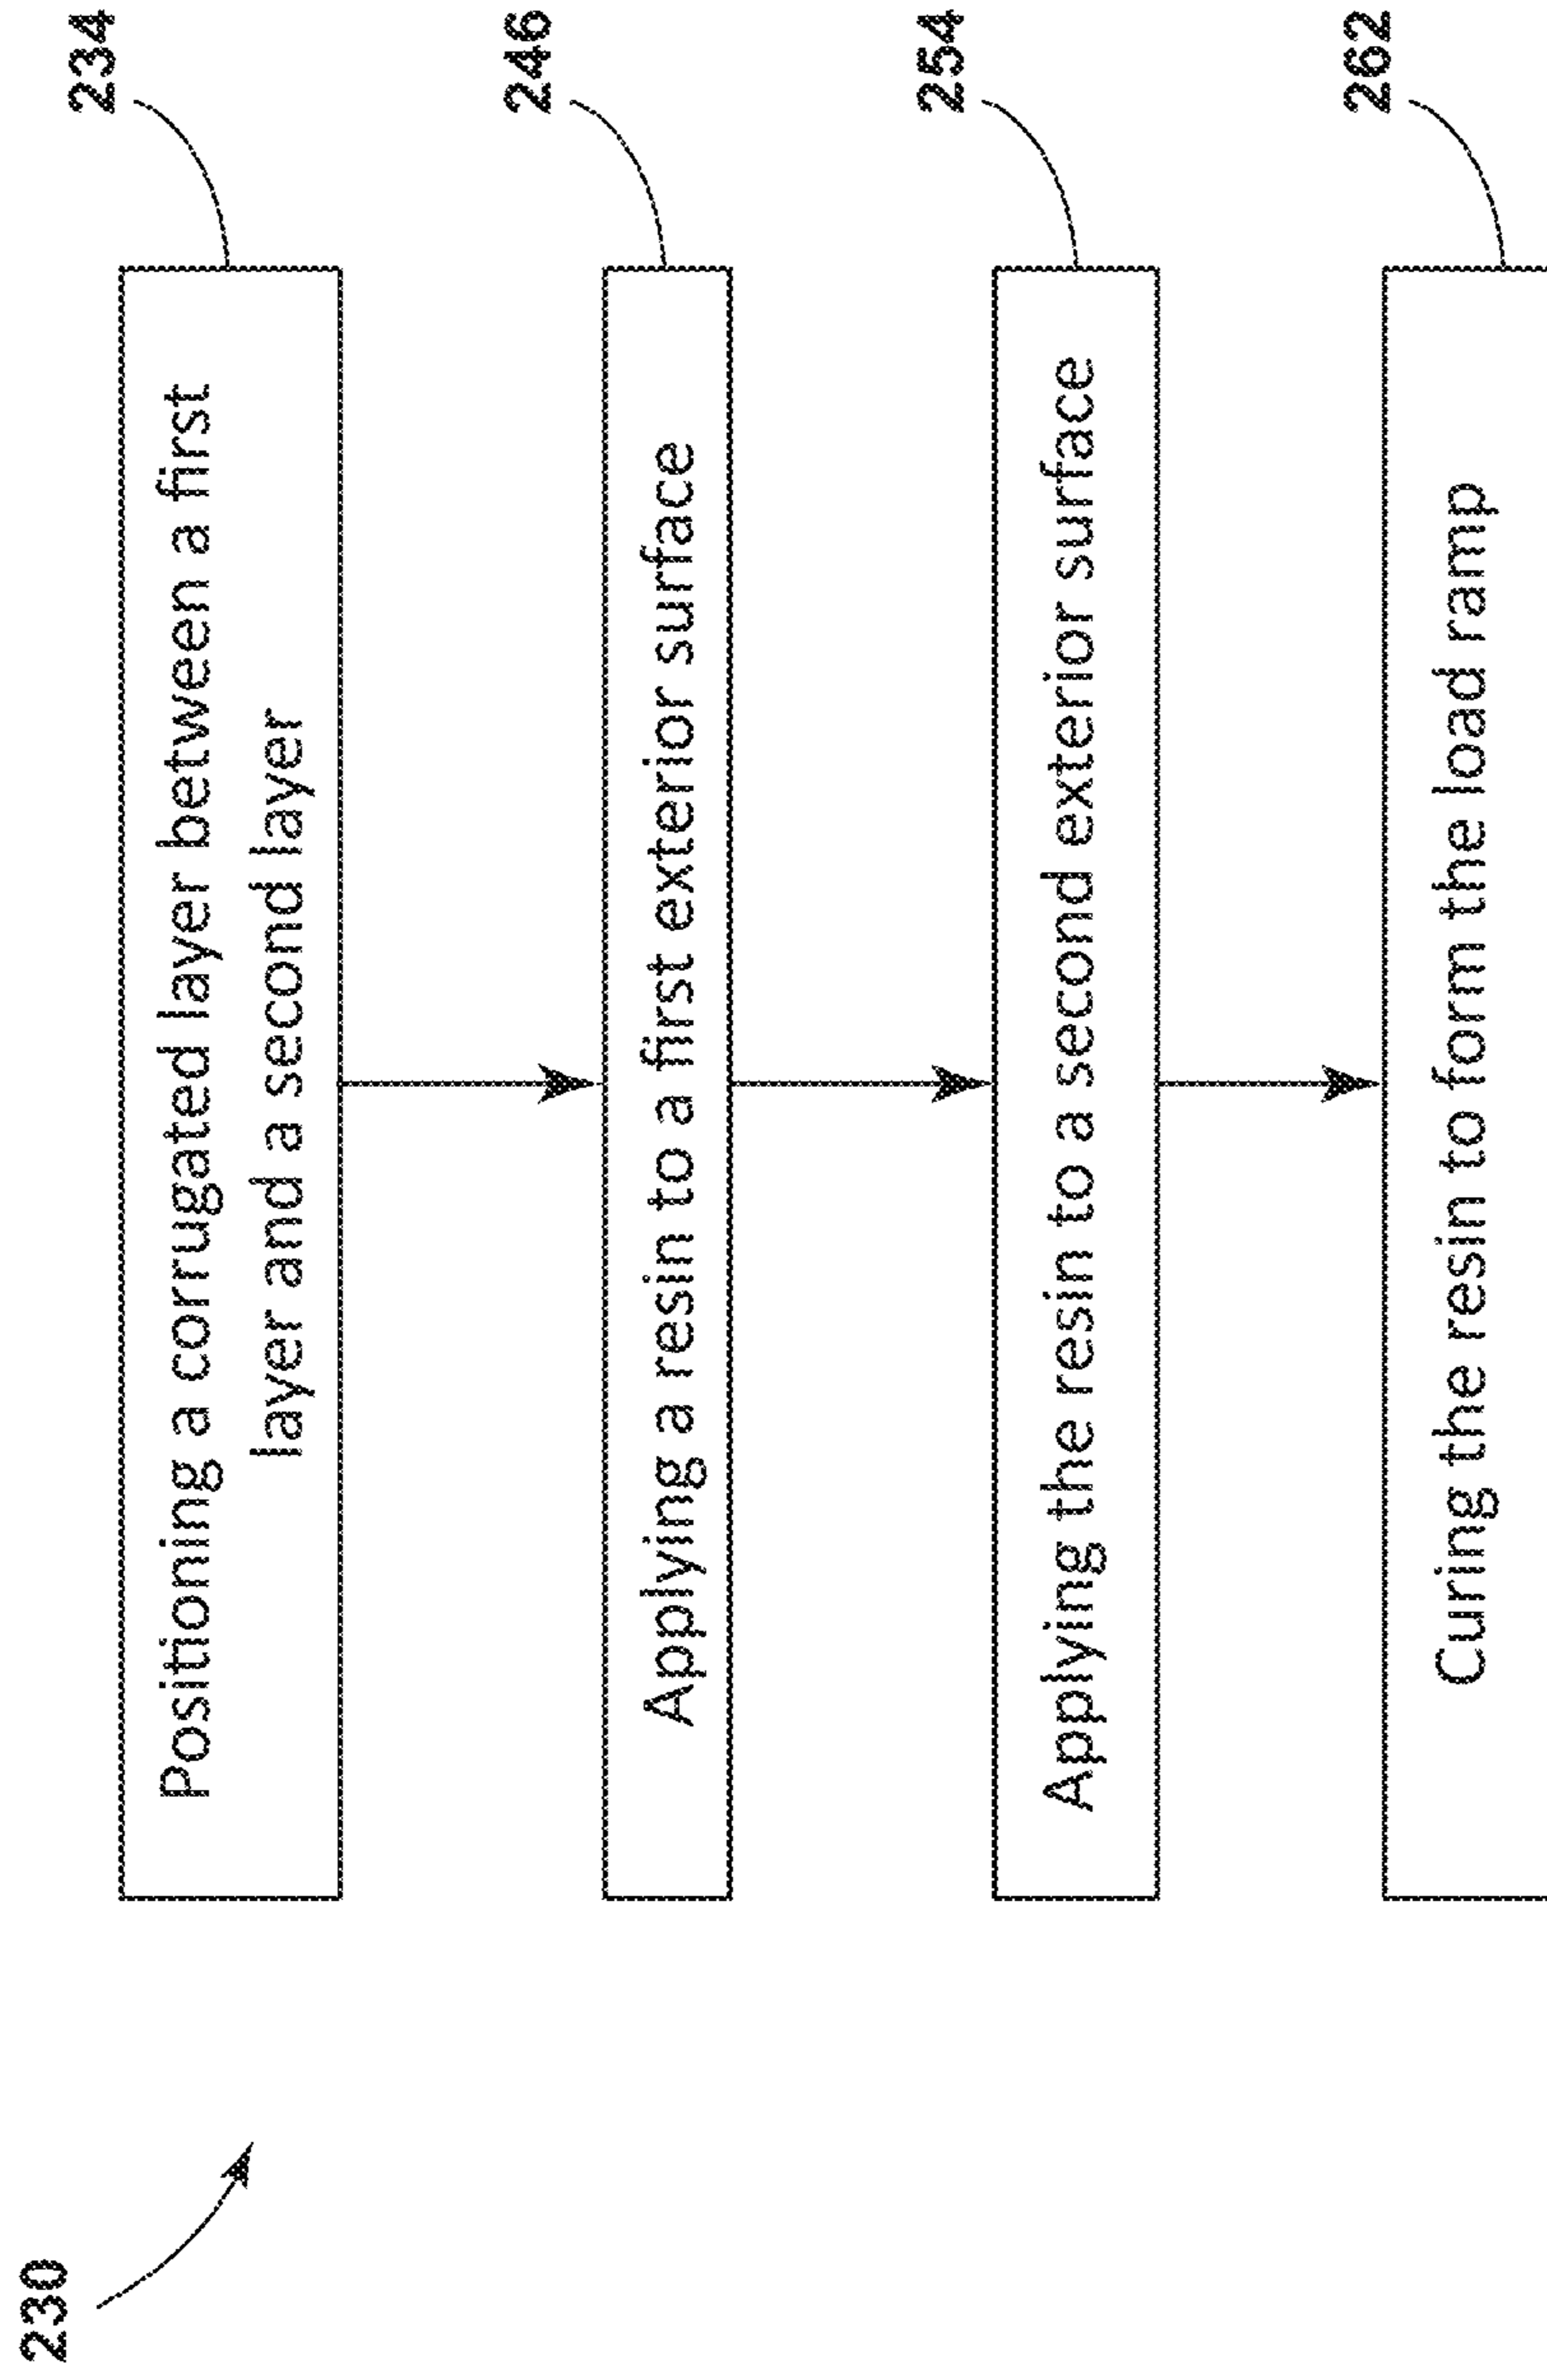 230
234
Positioning a corrugated layer between a first
layer and a second layer
246
Applying a resin to a first exterior surface
254
Applying the resin to a second exterior surface
262
Curing the resin to form the load ramp